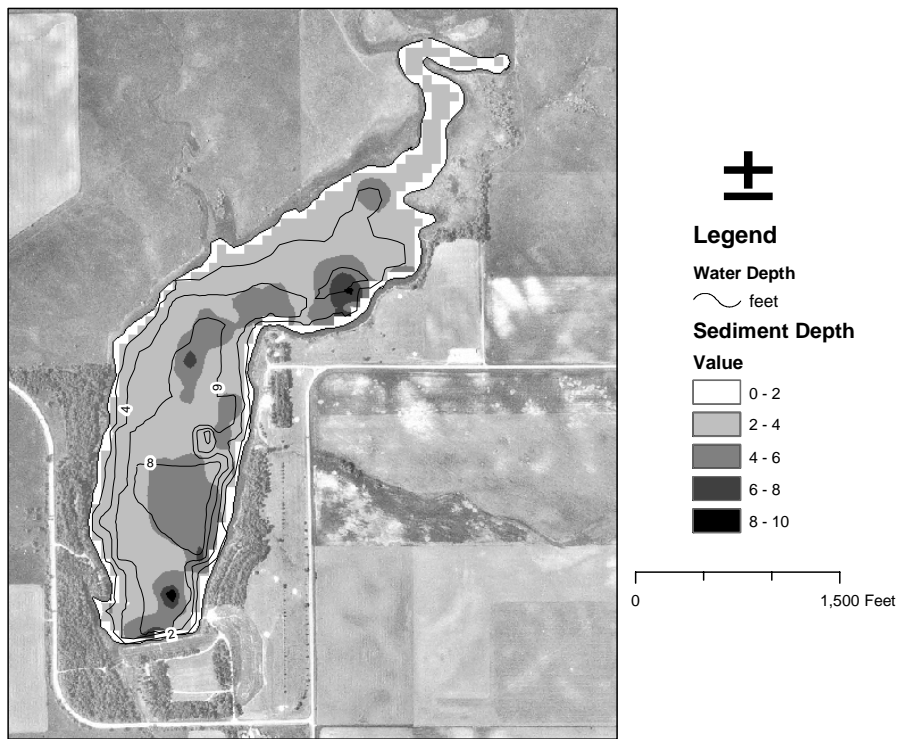 4
6
8
2
Legend
Water Depth
feet
Sediment Depth
Value
0 - 2
2 - 4
4 - 6
6 - 8
8 - 10
0 1,500 Feet